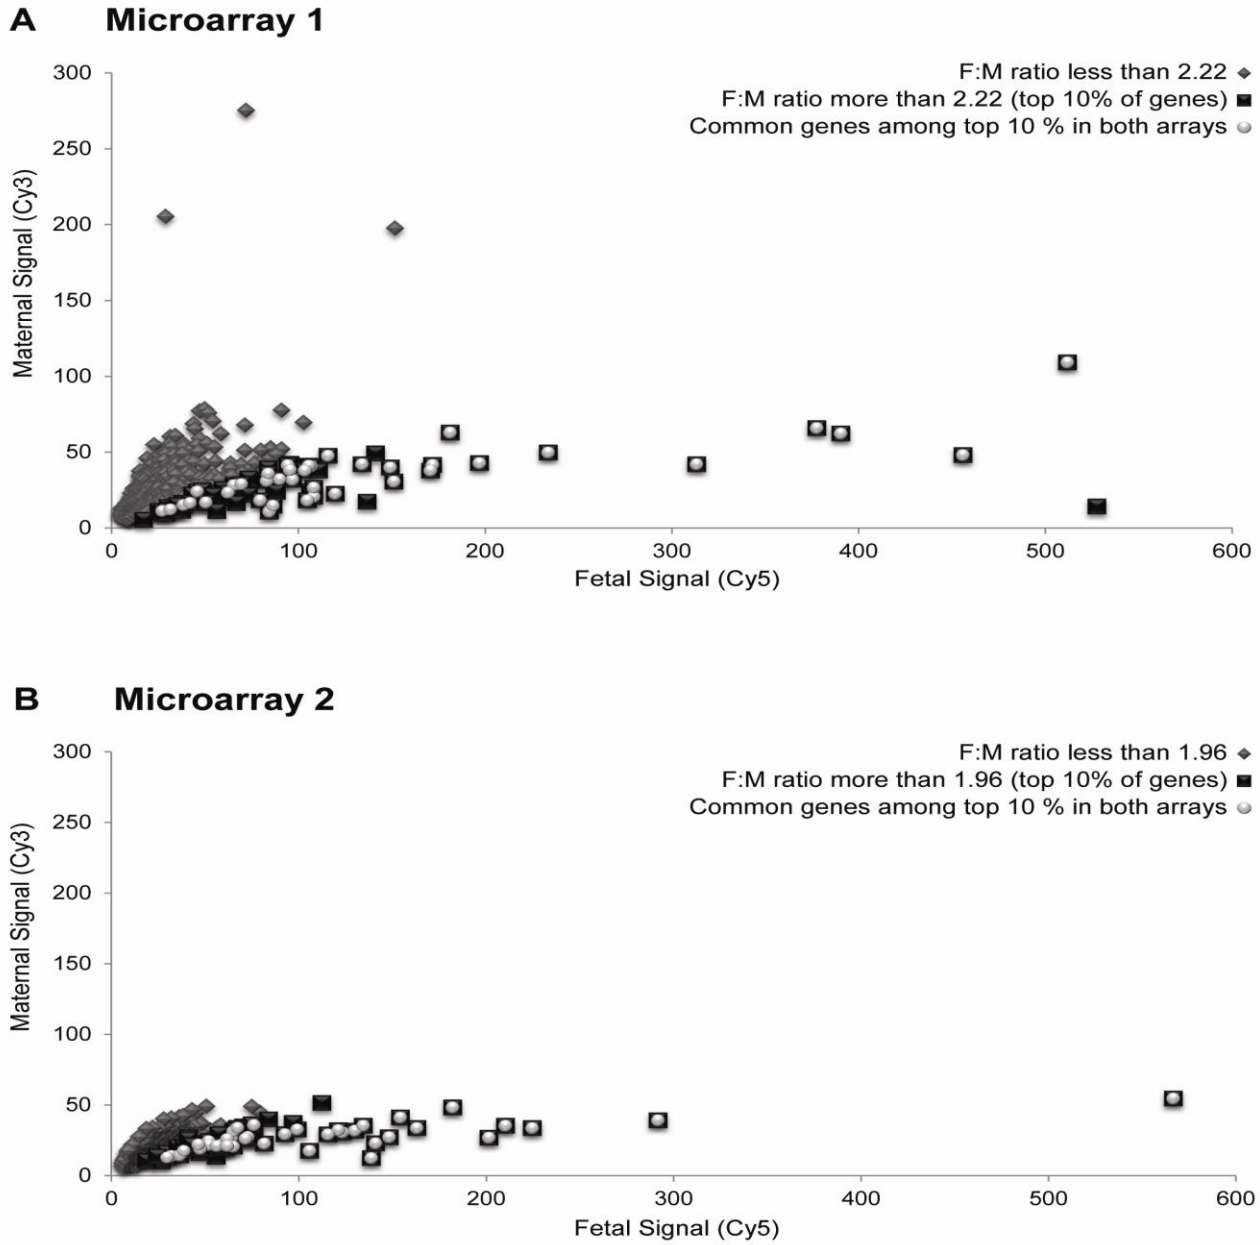 A Microarray 1
F:M ratio less than 2.22
F:M ratio more than 2.22 (top 10% of genes)
Common genes among top 10 % in both arrays
Maternal Signal (Cy3)
300
250
200
150
100
50
0
0 100 200 300 400 500 600
Fetal Signal (Cy5)
B Microarray 2
F:M ratio less than 1.96
F:M ratio more than 1.96 (top 10% of genes)
Common genes among top 10 % in both arrays
Maternal Signal (Cy3)
300
250
200
150
100
50
0
0 100 200 300 400 500 600
Fetal Signal (Cy5)